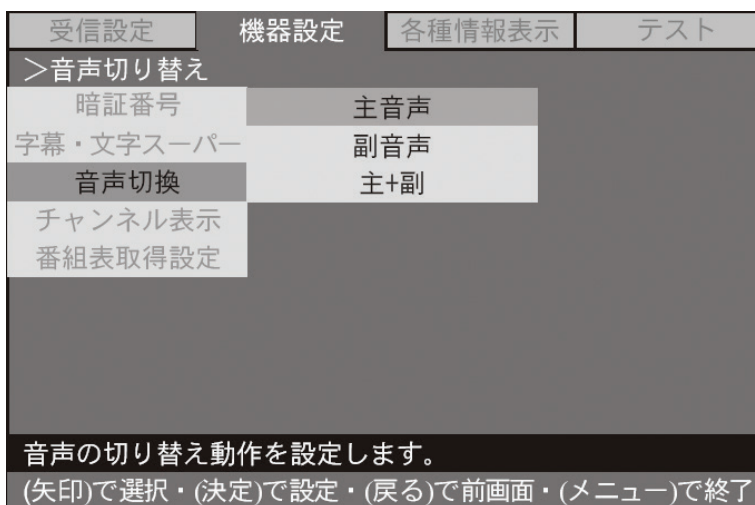 受信設定 機器設定 各種情報表示 テスト
＞音声切り替え
暗証番号 主音声
字幕・文字スーパー 副音声
音声切換 主+副
チャンネル表示
番組表取得設定
音声の切り替え動作を設定します。
(矢印)で選択・(決定)で設定・(戻る)で前画面・(メニュー)で終了